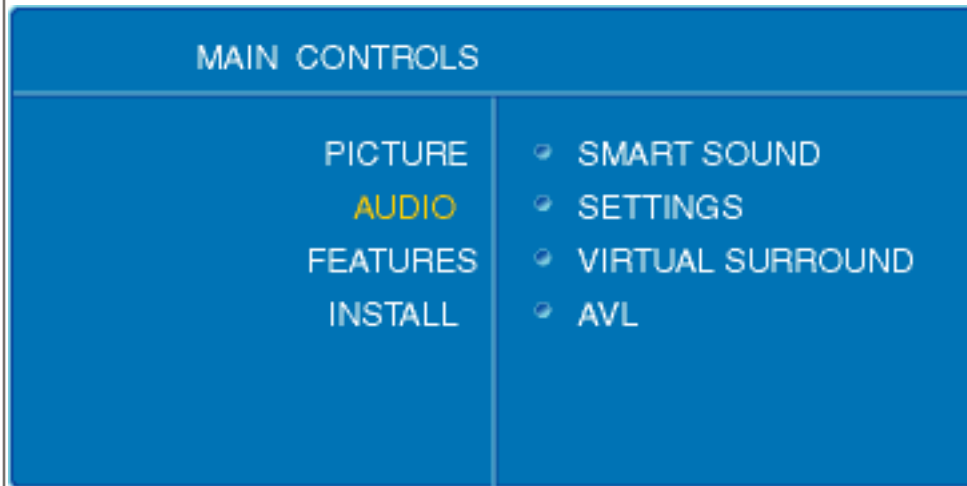 MAIN CONTROLS
PICTURE
AUDIO
FEATURES
INSTALL
SMART SOUND
SETTINGS
VIRTUAL SURROUND
AVL